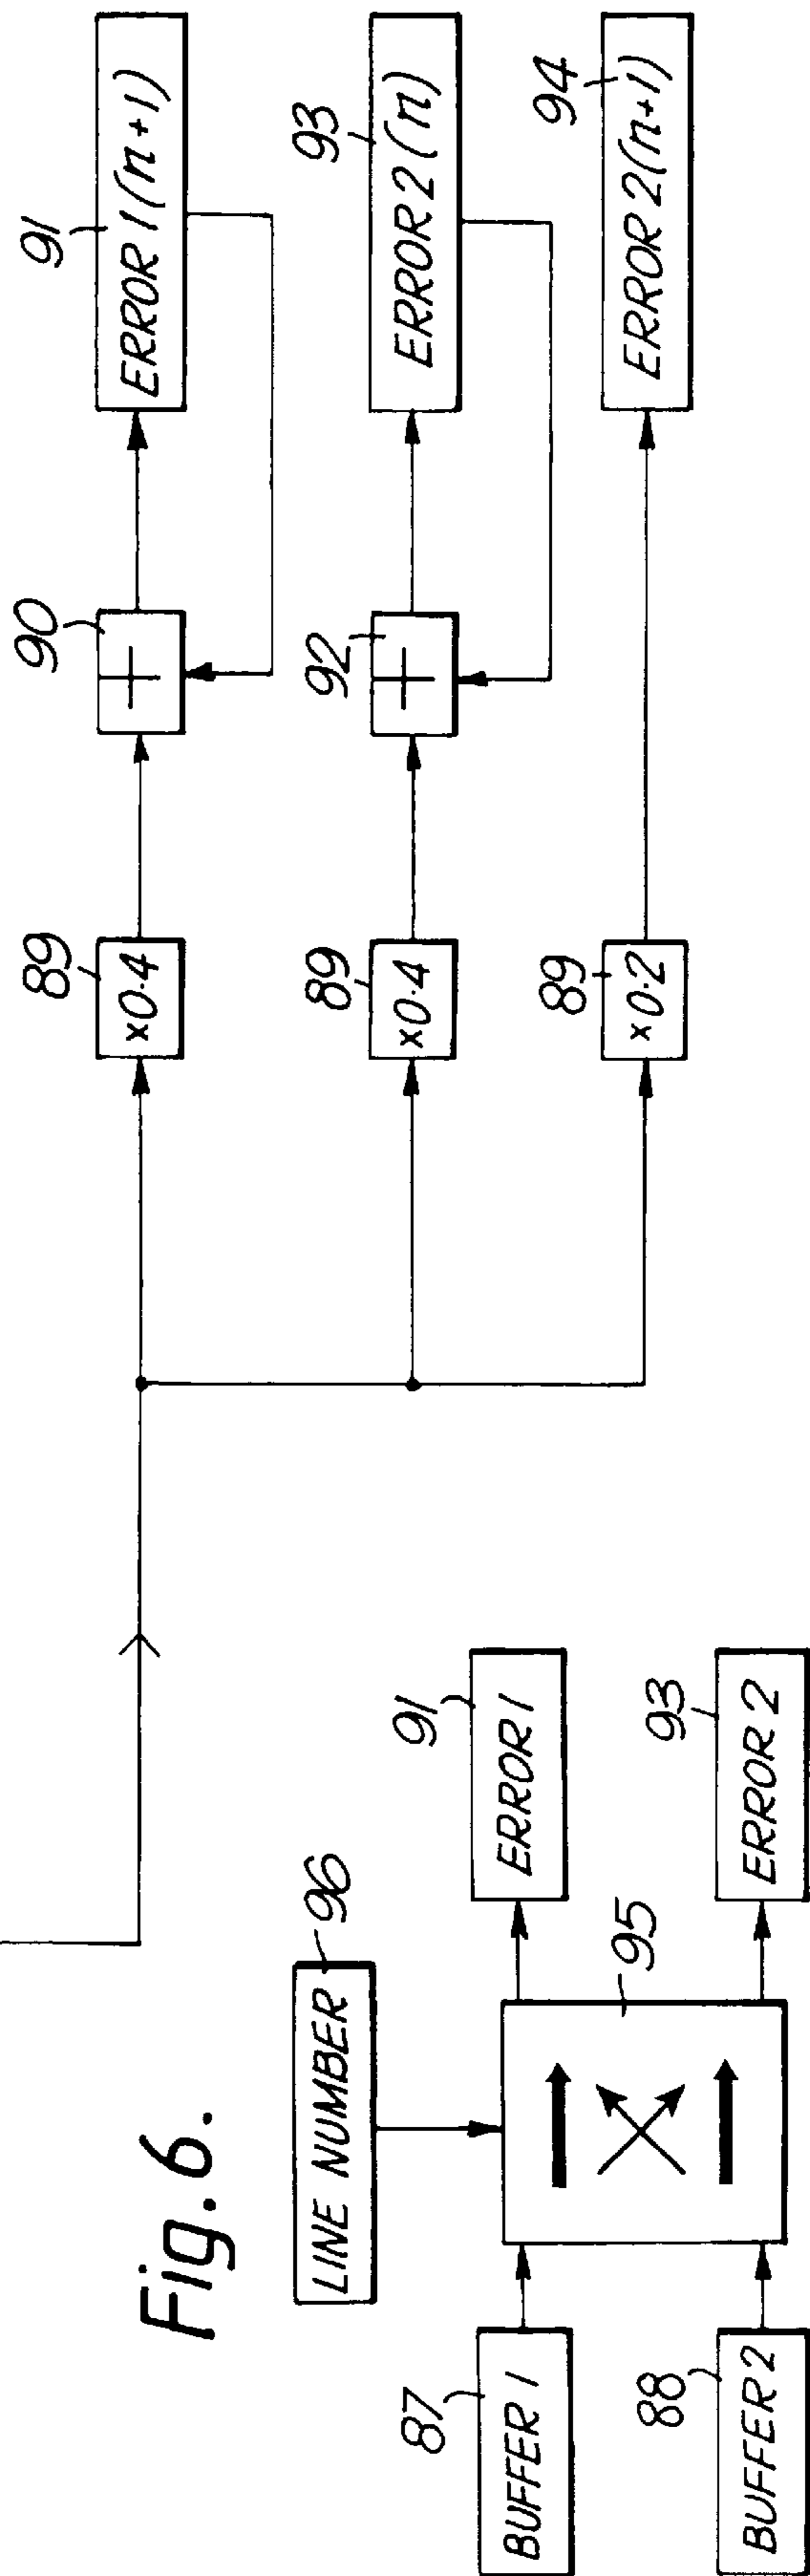 91
ERROR 1(n+1)
90
+
89
×0·4
93
ERROR 2(n)
92
+
89
×0·4
94
ERROR 2(n+1)
89
×0·2
Fig. 6.
LINE NUMBER
96
87
BUFFER 1
91
ERROR 1
95
88
BUFFER 2
93
ERROR 2